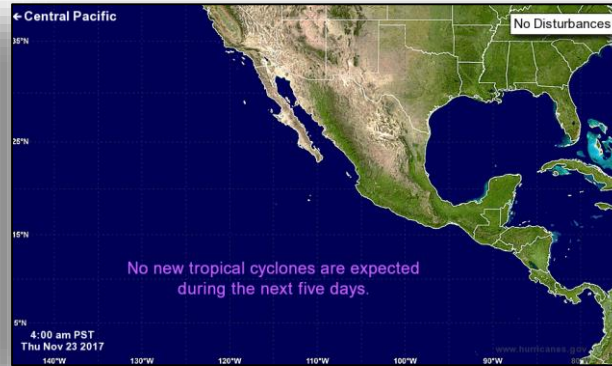 ←Central Pacific
No Disturbances
35°N
25°N
15°N
No new tropical cyclones are expected
during the next five days.
5°N
4:00 am PST
Thu Nov 23 2017
www.hurricanes.gov
140°W 130°W 120°W 110°W 100°W 90°W